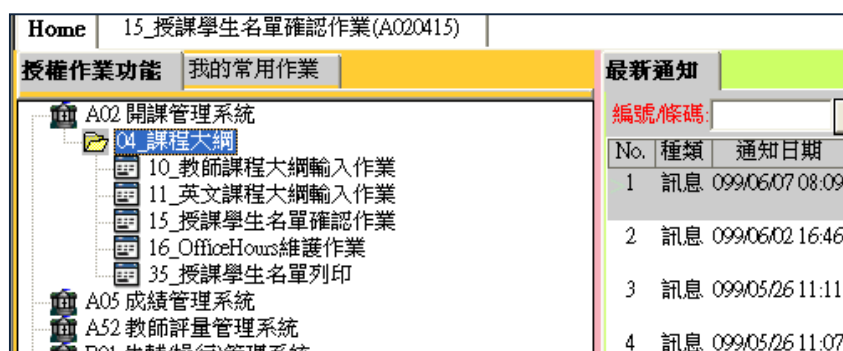 Home 15_授課學生名單確認作業(A020415)
授權作業功能 我的常用作業
A02 開課管理系統
04_課程大綱
10_教師課程大綱輸入作業
11_英文課程大綱輸入作業
15_授課學生名單確認作業
16_OfficeHours維護作業
35_授課學生名單列印
A05 成績管理系統
A52 教師評量管理系統
最新通知
編號/條碼:
No. 種類 通知日期
1 訊息 099/06/07 08:09
2 訊息 099/06/02 16:46
3 訊息 099/05/26 11:11
4 訊息 099/05/26 11:07